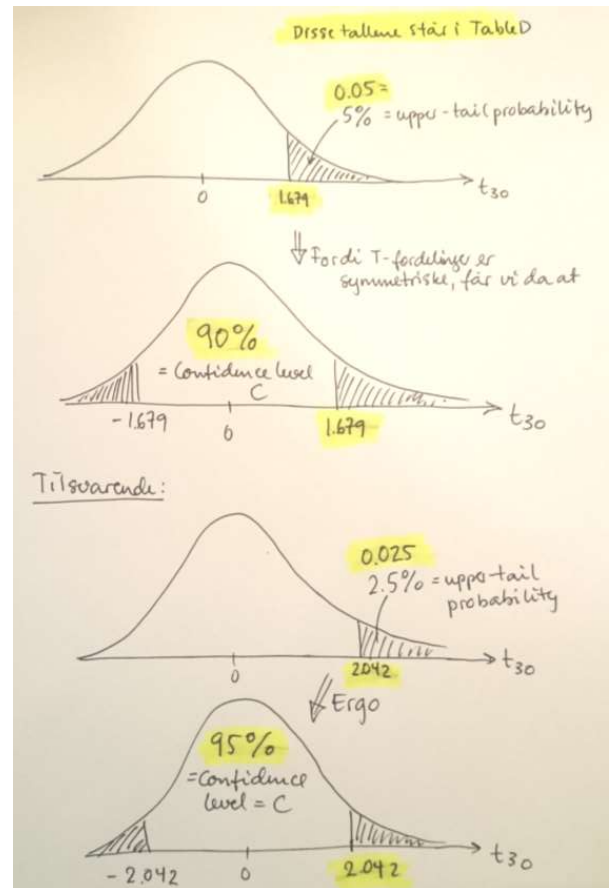 Disse tallene står i Table D
0.05 =
5% = upper-tail probability
0
1.679
t30
Fordi T-fordelinger er
symmetriske, får vi da at
90%
= Confidence level
C
-1.679
0
1.679
t30
Tilsvarende:
0.025
2.5% = upper-tail
probability
0
2.042
t30
Ergo
95%
= Confidence
level = C
-2.042
0
2.042
t30